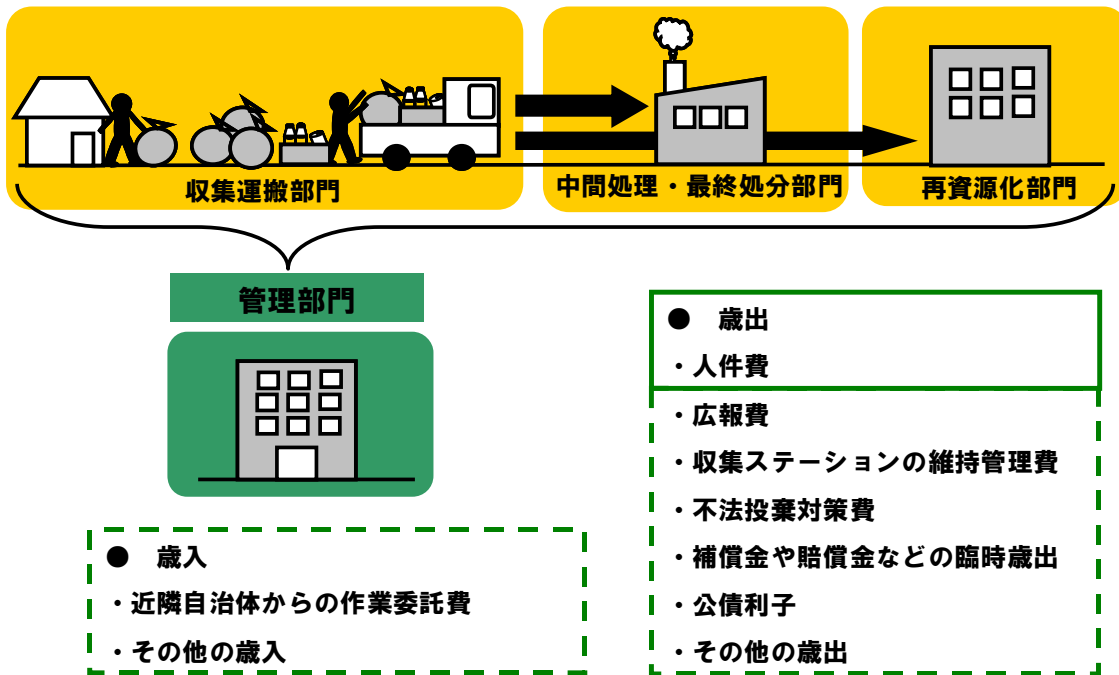 収集運搬部門
中間処理・最終処分部門
再資源化部門
管理部門
● 歳出
・人件費
・広報費
・収集ステーションの維持管理費
・不法投棄対策費
・補償金や賠償金などの臨時歳出
・公債利子
・その他の歳出
● 歳入
・近隣自治体からの作業委託費
・その他の歳入